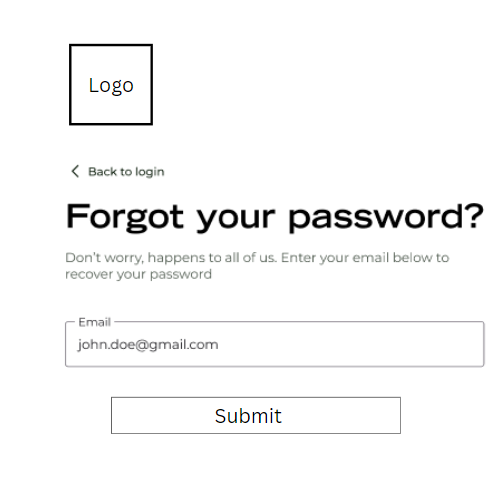 Logo
Back to login
Forgot your password?
Don’t worry, happens to all of us. Enter your email below to
recover your password
Email
john.doe@gmail.com
Submit